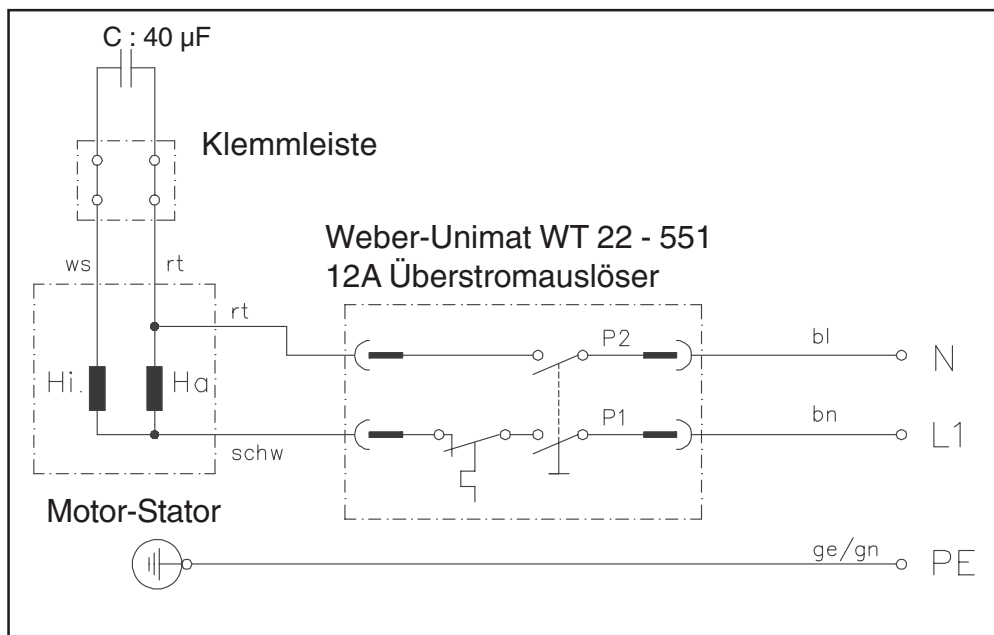 C : 40 µF
Klemmleiste
Weber-Unimat WT 22 - 551
12A Überstromauslöser
ws
rt
rt
P2
bl
N
Hi.
Ha
P1
bn
L1
schw
Motor-Stator
ge/gn
PE